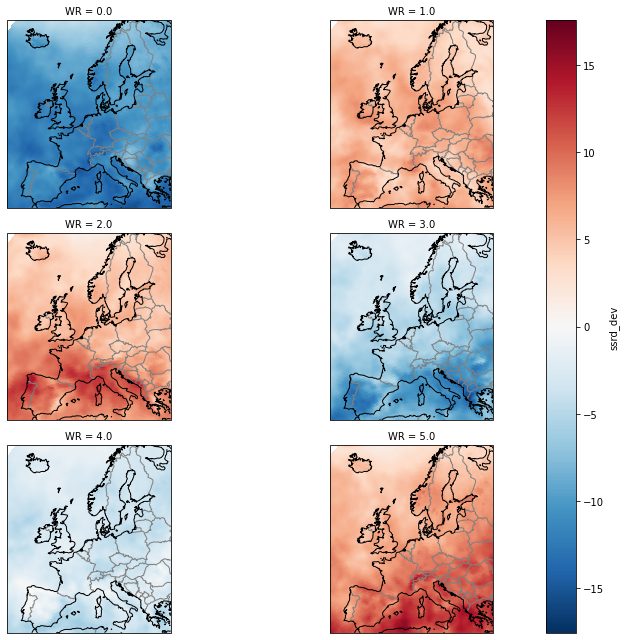 WR = 0.0
WR = 1.0
WR = 2.0
WR = 3.0
WR = 4.0
WR = 5.0
15
10
5
0
−5
−10
−15
ssrd_dev